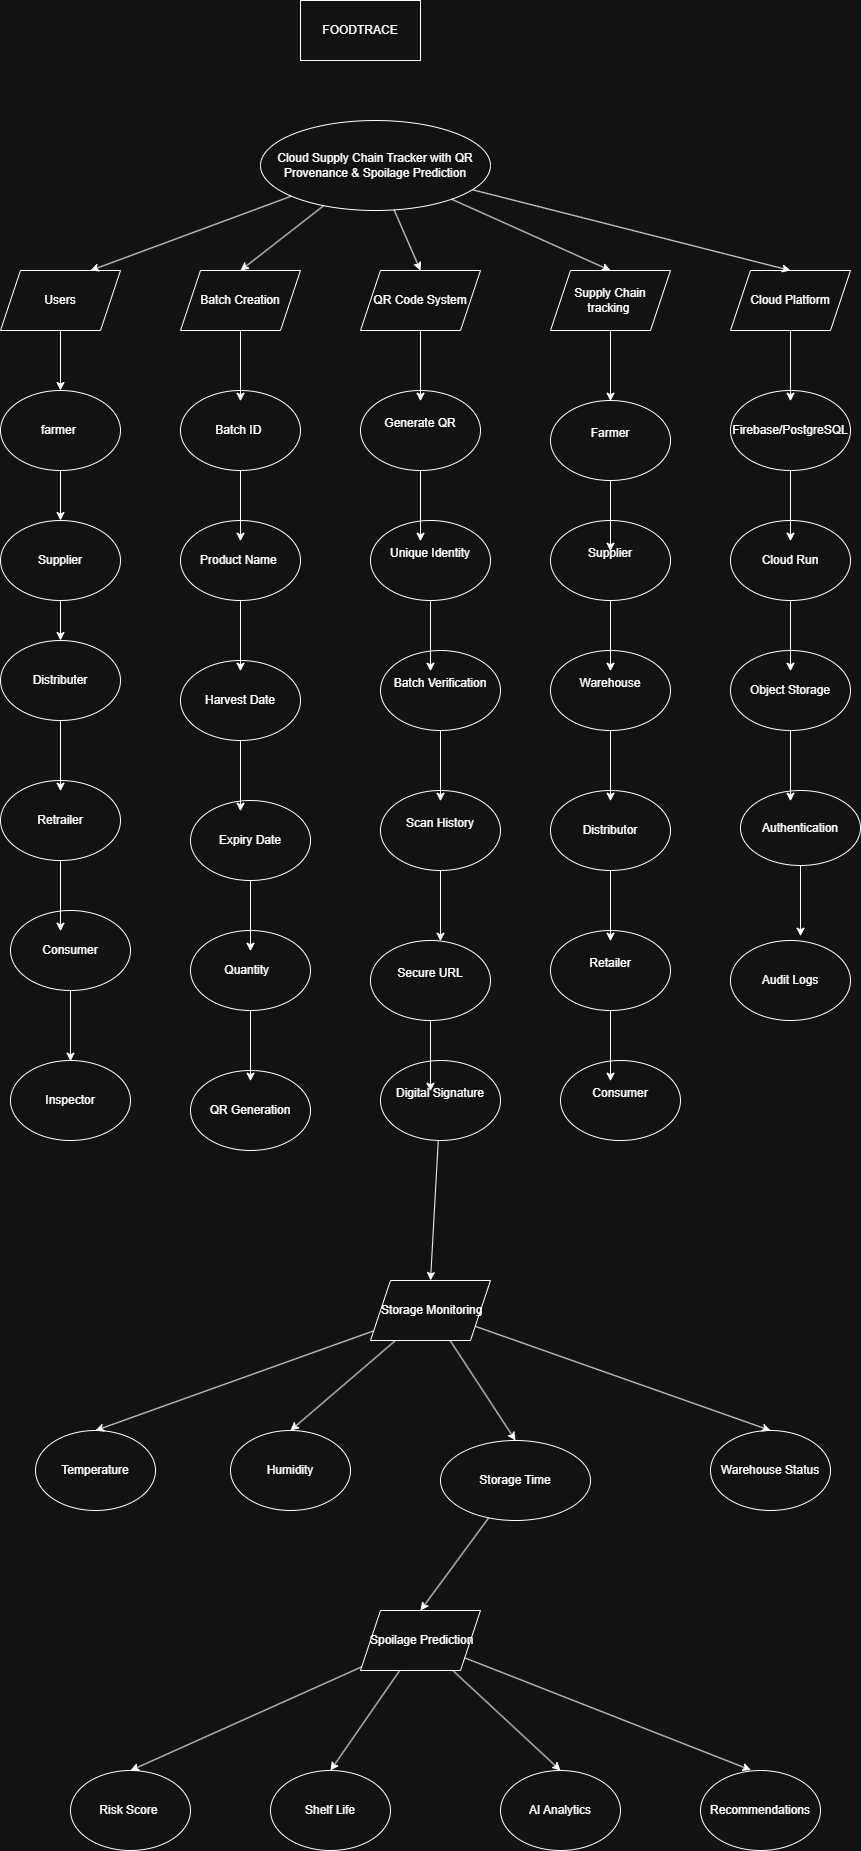 FOODTRACE
Cloud Supply Chain Tracker with QR
Provenance & Spoilage Prediction
Users
Batch Creation
QR Code System
Supply Chain
tracking
Cloud Platform
farmer
Batch ID
Generate QR
Farmer
Firebase/PostgreSQL
Supplier
Product Name
Unique Identity
Supplier
Cloud Run
Distributer
Harvest Date
Batch Verification
Warehouse
Object Storage
Retrailer
Expiry Date
Scan History
Distributor
Authentication
Consumer
Quantity
Secure URL
Retailer
Audit Logs
Inspector
QR Generation
Digital Signature
Consumer
Storage Monitoring
Temperature
Humidity
Storage Time
Warehouse Status
Spoilage Prediction
Risk Score
Shelf Life
AI Analytics
Recommendations